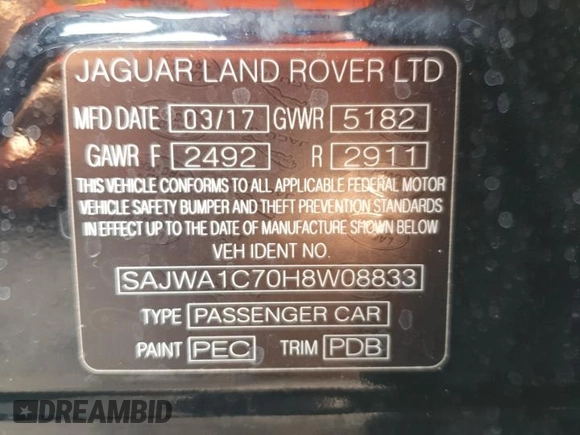 JAGUAR LAND ROVER LTD
MFD DATE 03/17 GVWR 5182
GAWR F 2492 R 2911
THIS VEHICLE CONFORMS TO ALL APPLICABLE FEDERAL MOTOR
VEHICLE SAFETY BUMPER AND THEFT PREVENTION STANDARDS
IN EFFECT UP TO THE DATE OF MANUFACTURE SHOWN BELOW
VEH IDENT NO.
SAJWA1C70H8W08833
TYPE PASSENGER CAR
PAINT PEC TRIM PDB
DREAMBID